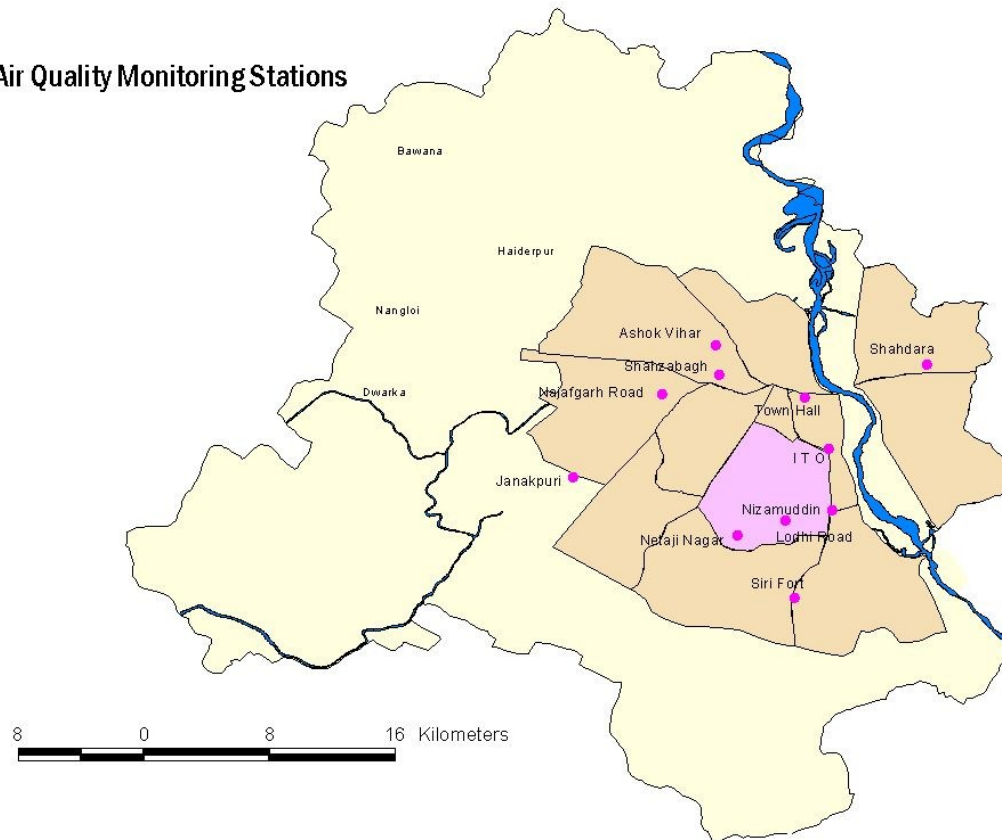 Air Quality Monitoring Stations
Bawana
Haiderpur
Nangloi
Ashok Vihar
Shahdara
Shahzabagh
Dwarka
Najafgarh Road
Town Hall
I T O
Janakpuri
Nizamuddin
Netaji Nagar
Lodhi Road
Siri Fort
8 0 8 16 Kilometers